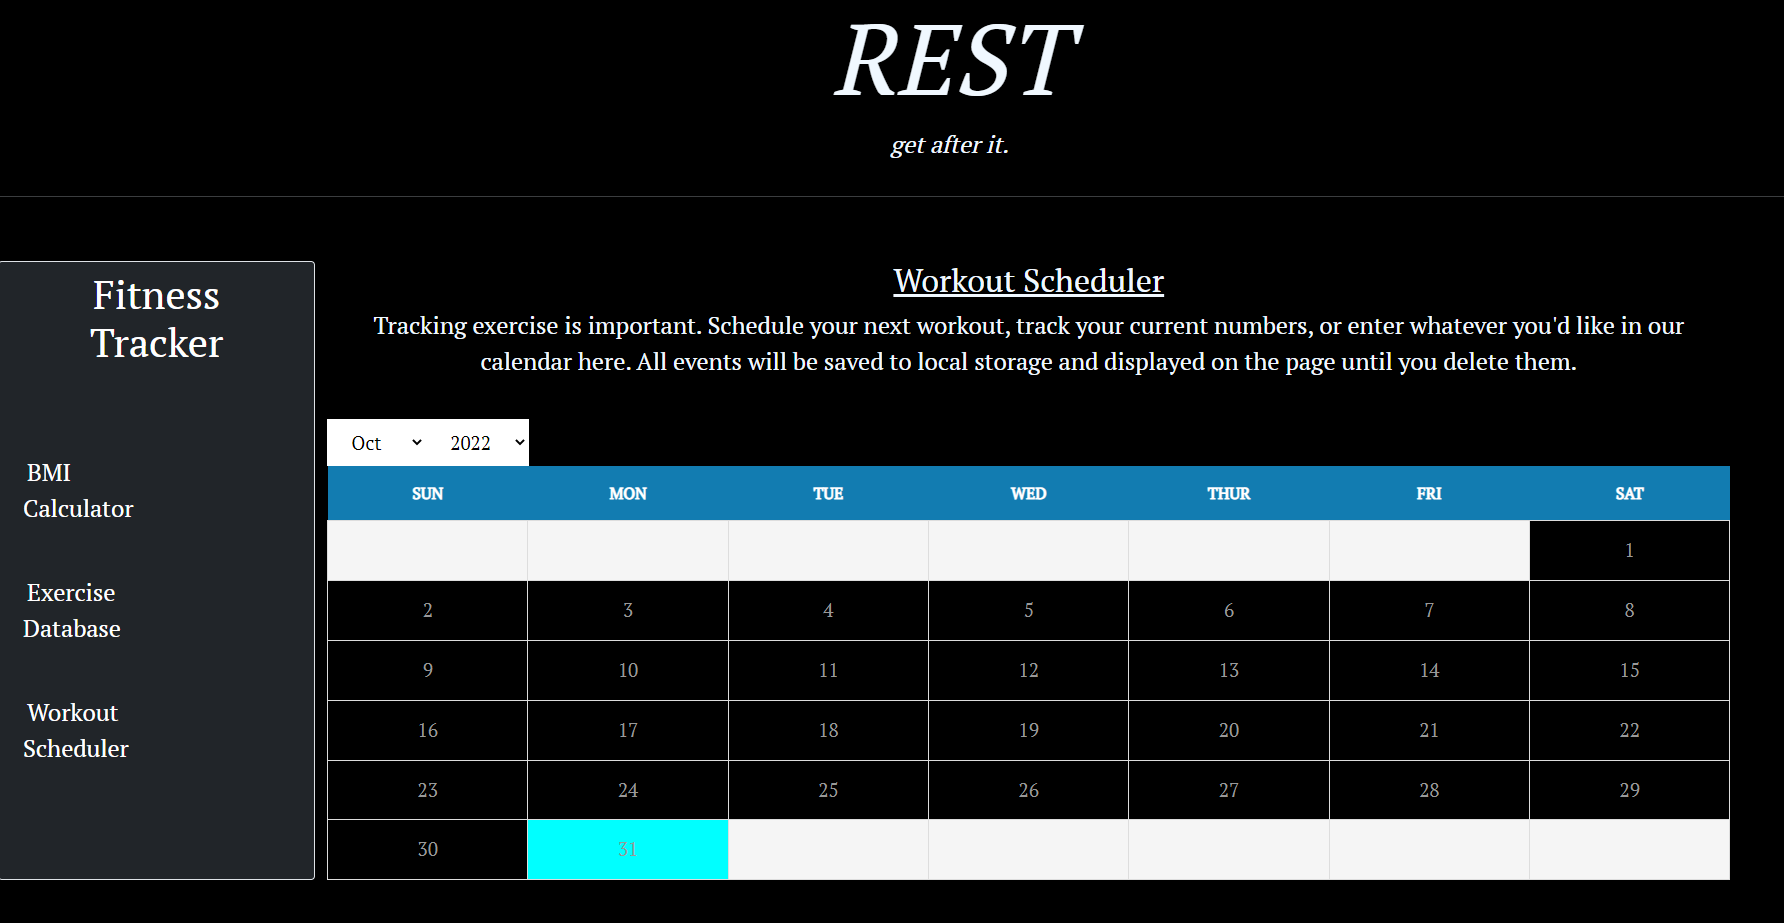 REST
get after it.
Fitness
Tracker
BMI
Calculator
Exercise
Database
Workout
Scheduler
Workout Scheduler
Tracking exercise is important. Schedule your next workout, track your current numbers, or enter whatever you'd like in our
calendar here. All events will be saved to local storage and displayed on the page until you delete them.
Oct 2022
SUN MON TUE WED THUR FRI SAT
1
2 3 4 5 6 7 8
9 10 11 12 13 14 15
16 17 18 19 20 21 22
23 24 25 26 27 28 29
30 31